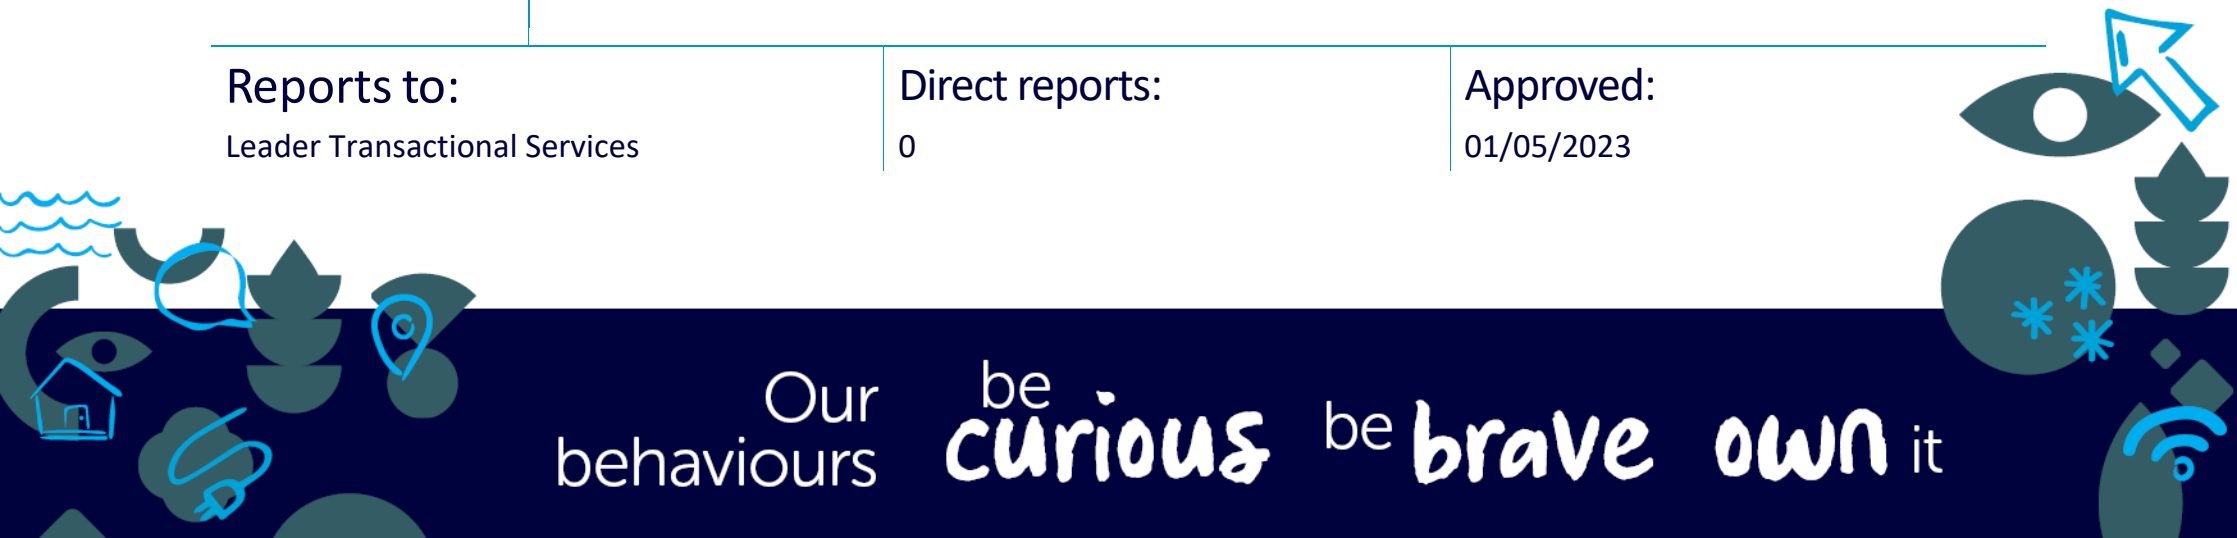 Reports to:
Leader Transactional Services
Direct reports:
0
Approved:
01/05/2023
Our
behaviours
be
curious
be brave
own it